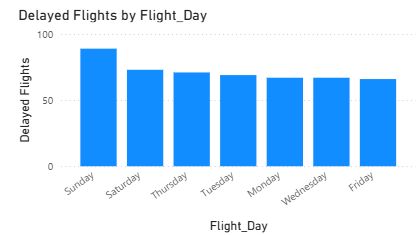 Delayed Flights by Flight_Day
Delayed Flights
100
50
0
Sunday
Saturday
Thursday
Tuesday
Monday
Wednesday
Friday
Flight_Day